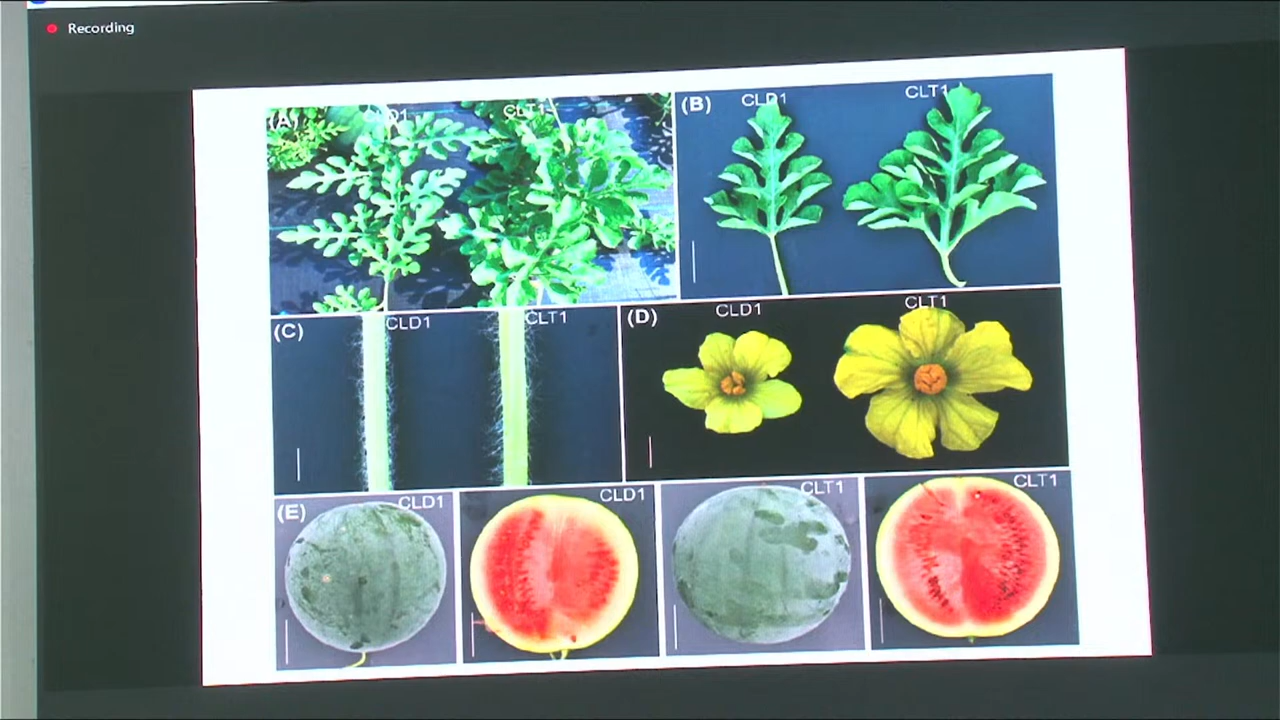 Recording
(A) CLD1 CLT1
(B) CLD1 CLT1
(C) CLD1 CLT1
(D) CLD1 CLT1
(E) CLD1 CLD1 CLT1 CLT1